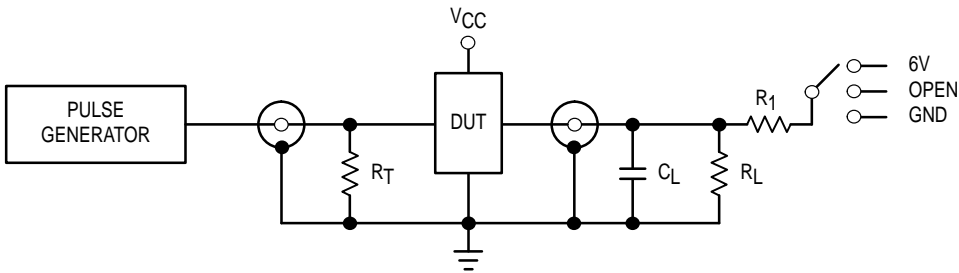 VCC
6V
PULSE
GENERATOR
DUT
R1
OPEN
GND
RT
CL
RL